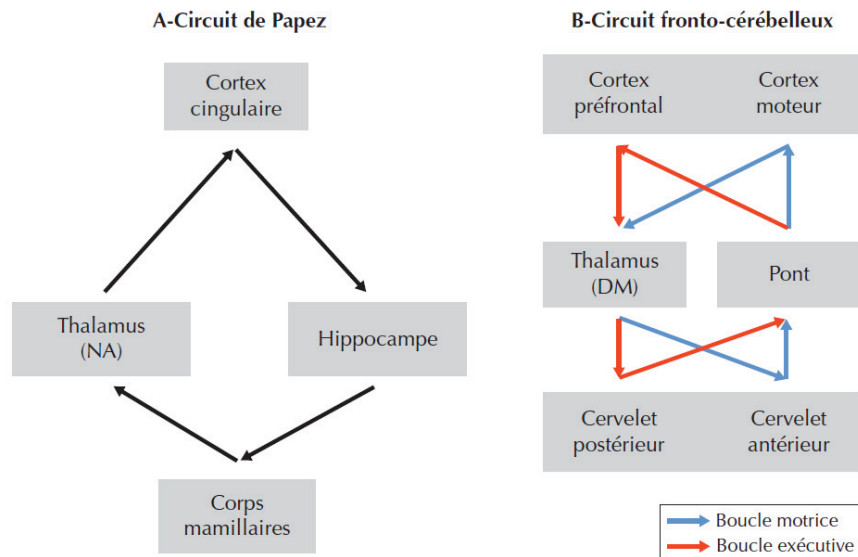 A-Circuit de Papez
Cortex
cingulaire
Thalamus
(NA)
Hippocampe
Corps
mamillaires
B-Circuit fronto-cérébelleux
Cortex
préfrontal
Cortex
moteur
Thalamus
(DM)
Pont
Cervelet
postérieur
Cervelet
antérieur
Boucle motrice
Boucle exécutive